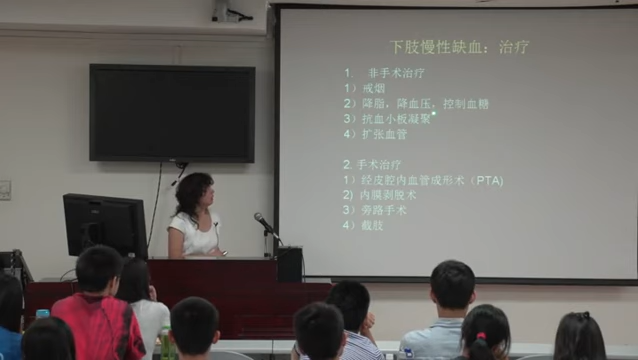 下肢慢性缺血：治疗
1. 非手术治疗
1）戒烟
2）降脂，降血压，控制血糖
3）抗血小板凝聚
4）扩张血管
2. 手术治疗
1）经皮腔内血管成形术（PTA)
2) 内膜剥脱术
3）旁路手术
4）截肢